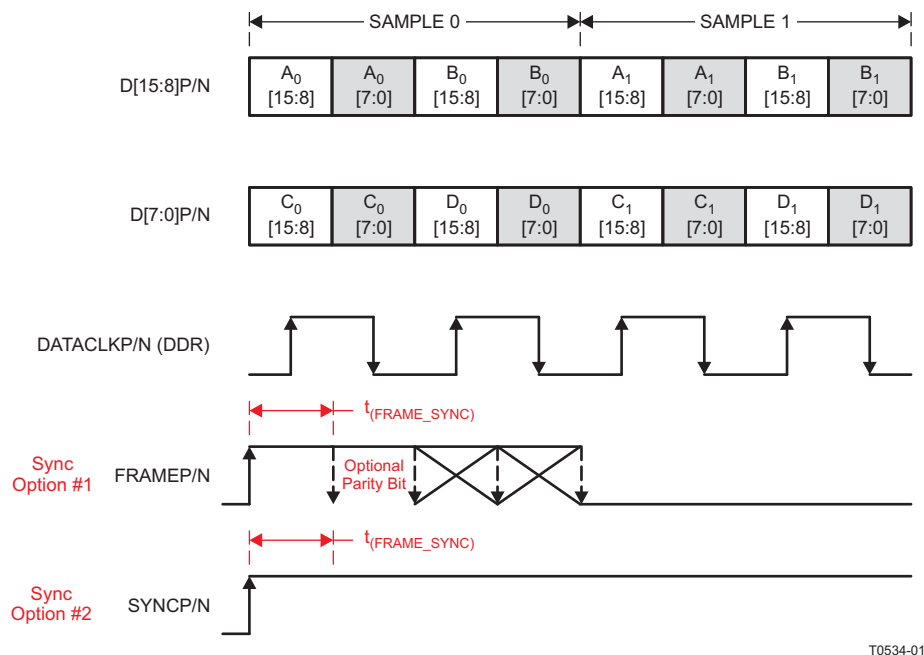 SAMPLE 0 SAMPLE 1
D[15:8]P/N
A₀ A₀ B₀ B₀ A₁ A₁ B₁ B₁
[15:8] [7:0] [15:8] [7:0] [15:8] [7:0] [15:8] [7:0]
D[7:0]P/N
C₀ C₀ D₀ D₀ C₁ C₁ D₁ D₁
[15:8] [7:0] [15:8] [7:0] [15:8] [7:0] [15:8] [7:0]
DATACLKP/N (DDR)
t(FRAME_SYNC)
Sync
Option #1
FRAMEP/N
Optional
Parity Bit
t(FRAME_SYNC)
Sync
Option #2
SYNCP/N
T0534-01